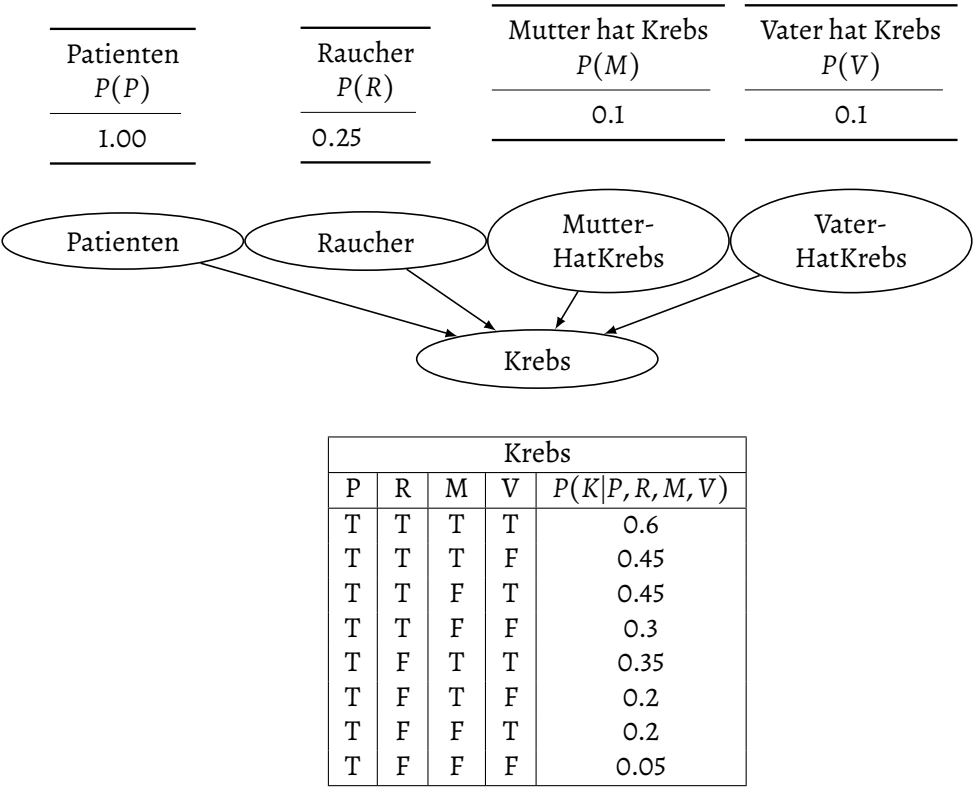 Patienten
P(P)
1.00
Raucher
P(R)
0.25
Mutter hat Krebs
P(M)
0.1
Vater hat Krebs
P(V)
0.1
Patienten
Raucher
Mutter-
HatKrebs
Vater-
HatKrebs
Krebs
Krebs
P R M V P(K|P, R, M, V)
T T T T 0.6
T T T F 0.45
T T F T 0.45
T T F F 0.3
T F T T 0.35
T F T F 0.2
T F F T 0.2
T F F F 0.05